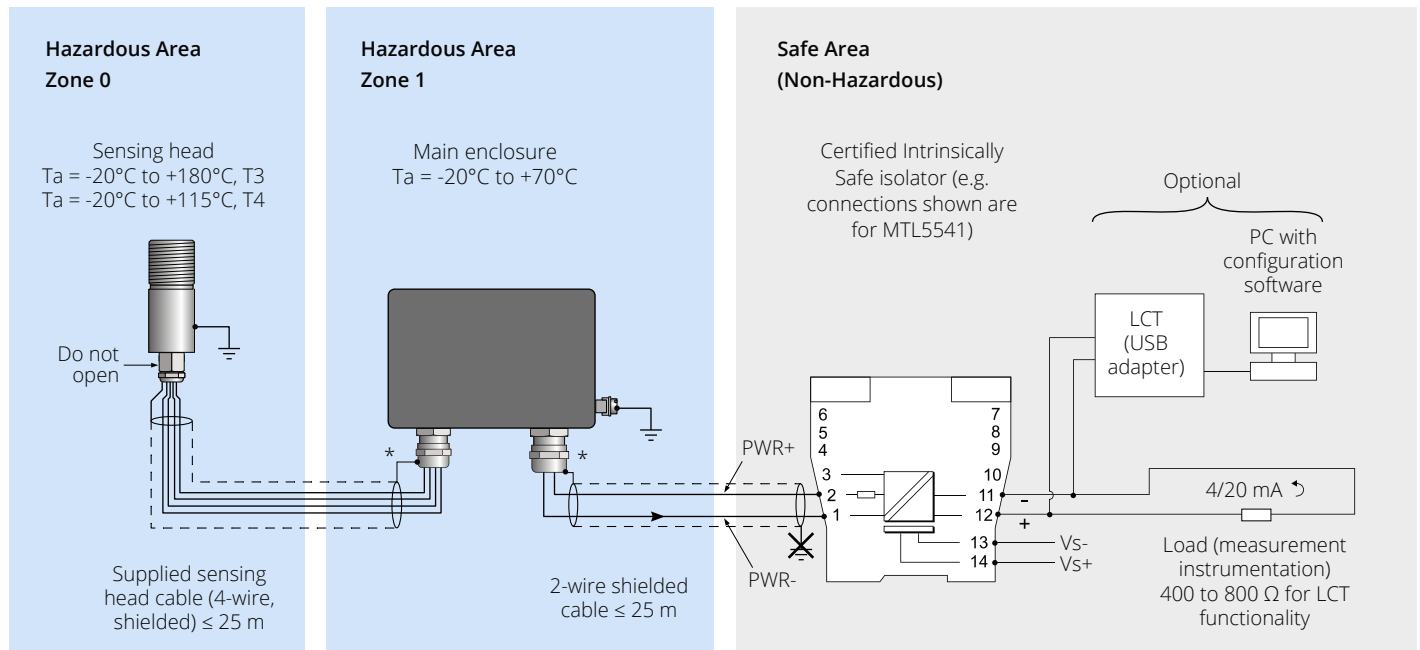 Hazardous Area
Zone 0
Sensing head
Ta = -20°C to +180°C, T3
Ta = -20°C to +115°C, T4
Do not
open
Supplied sensing
head cable (4-wire,
shielded) ≤ 25 m
Hazardous Area
Zone 1
Main enclosure
Ta = -20°C to +70°C
*
*
2-wire shielded
cable ≤ 25 m
PWR+
PWR-
Safe Area
(Non-Hazardous)
Certified Intrinsically
Safe isolator (e.g.
connections shown are
for MTL5541)
6
5
4
3
2
1
7
8
9
10
11
12
13
14
-
+
Vs-
Vs+
Optional
PC with
configuration
software
LCT
(USB
adapter)
4/20 mA
Load (measurement
instrumentation)
400 to 800 Ω for LCT
functionality